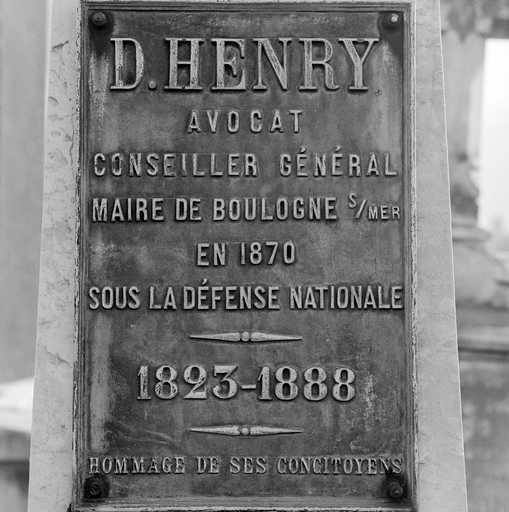 D. HENRY
AVOCAT
CONSEILLER GÉNÉRAL
MAIRE DE BOULOGNE S/MER
EN 1870
SOUS LA DÉFENSE NATIONALE
1823-1888
HOMMAGE DE SES CONCITOYENS